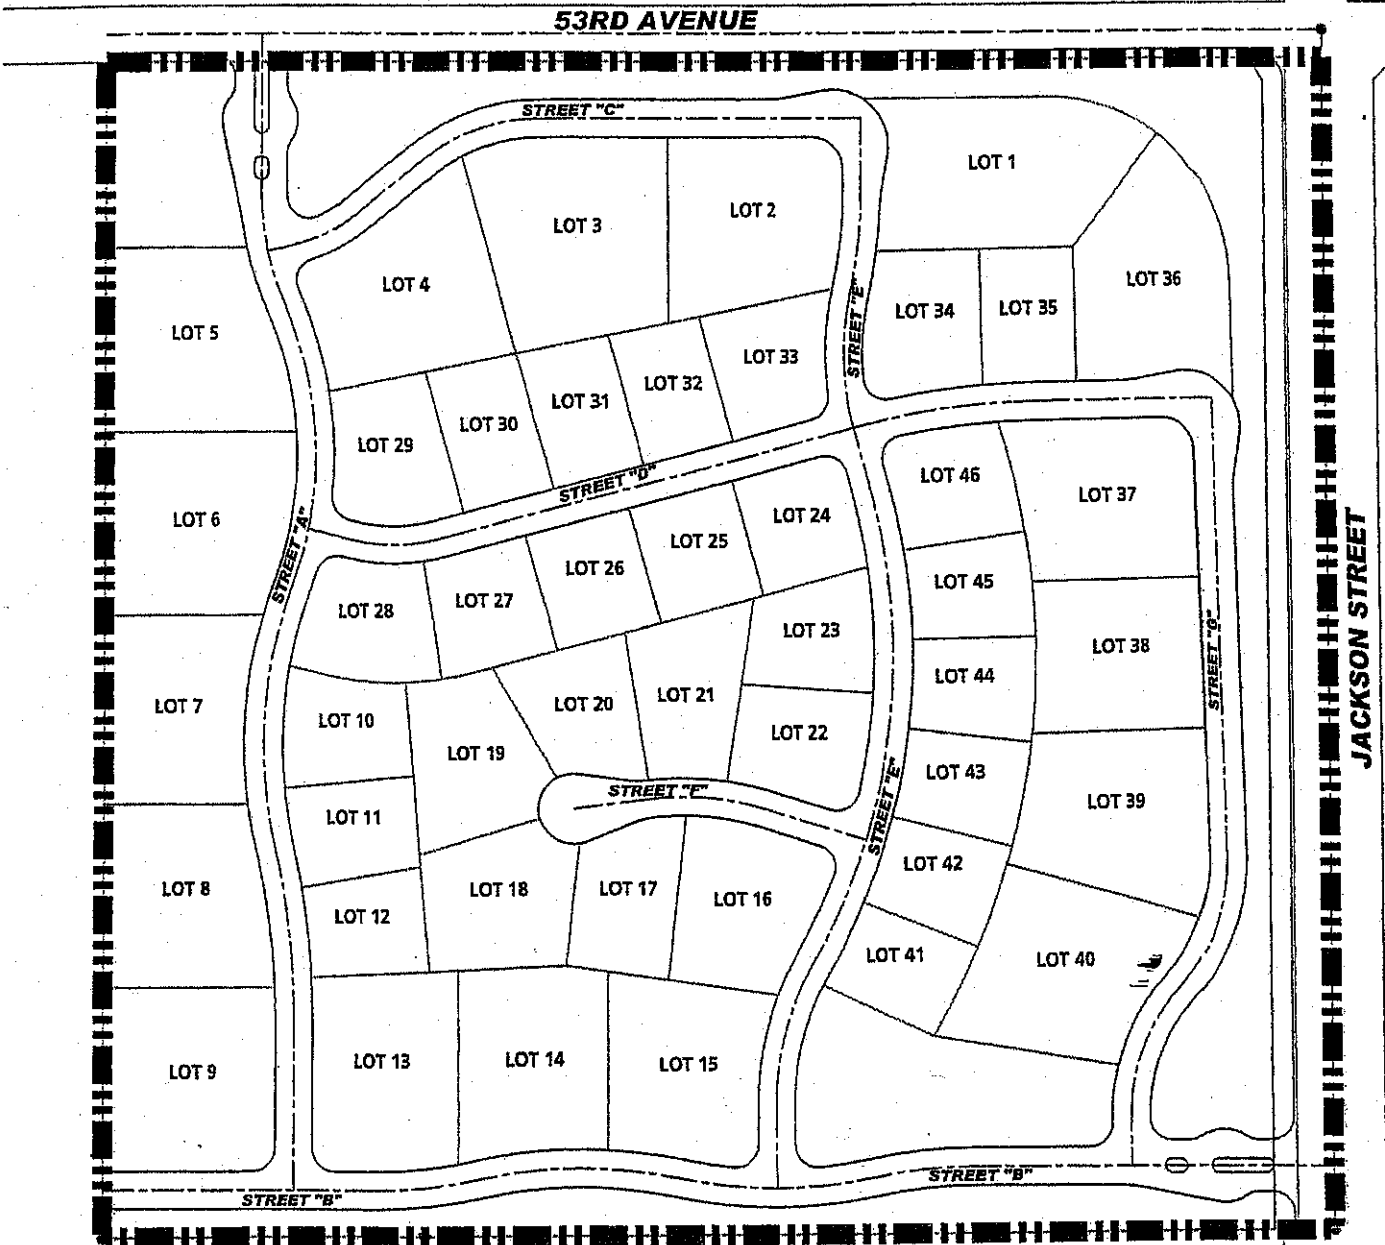 53RD AVENUE
STREET "C"
LOT 1
LOT 2
LOT 3
LOT 4
LOT 36
LOT 5
LOT 34
LOT 35
STREET "E"
LOT 33
LOT 32
LOT 31
LOT 30
LOT 29
LOT 6
STREET "D"
LOT 46
LOT 37
LOT 24
LOT 25
LOT 26
LOT 27
LOT 28
STREET "A"
LOT 45
LOT 23
LOT 38
STREET "G"
JACKSON STREET
LOT 44
LOT 21
LOT 20
LOT 7
LOT 10
LOT 22
LOT 19
LOT 43
STREET "F"
STREET "E"
LOT 39
LOT 11
LOT 42
LOT 8
LOT 18
LOT 17
LOT 16
LOT 12
LOT 41
LOT 40
LOT 9
LOT 13
LOT 14
LOT 15
STREET "B"
STREET "B"